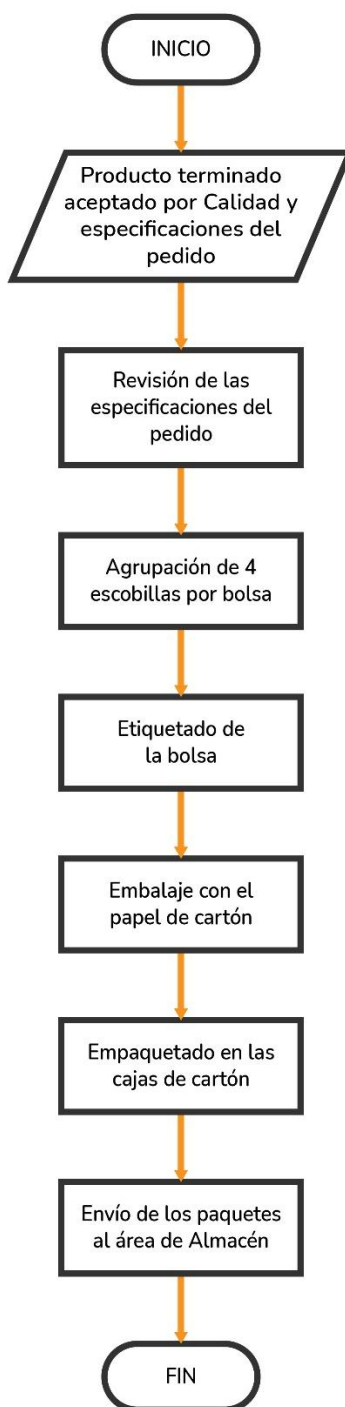 INICIO
Producto terminado
aceptado por Calidad y
especificaciones del
pedido
Revisión de las
especificaciones del
pedido
Agrupación de 4
escobillas por bolsa
Etiquetado de
la bolsa
Embalaje con el
papel de cartón
Empaquetado en las
cajas de cartón
Envío de los paquetes
al área de Almacén
FIN